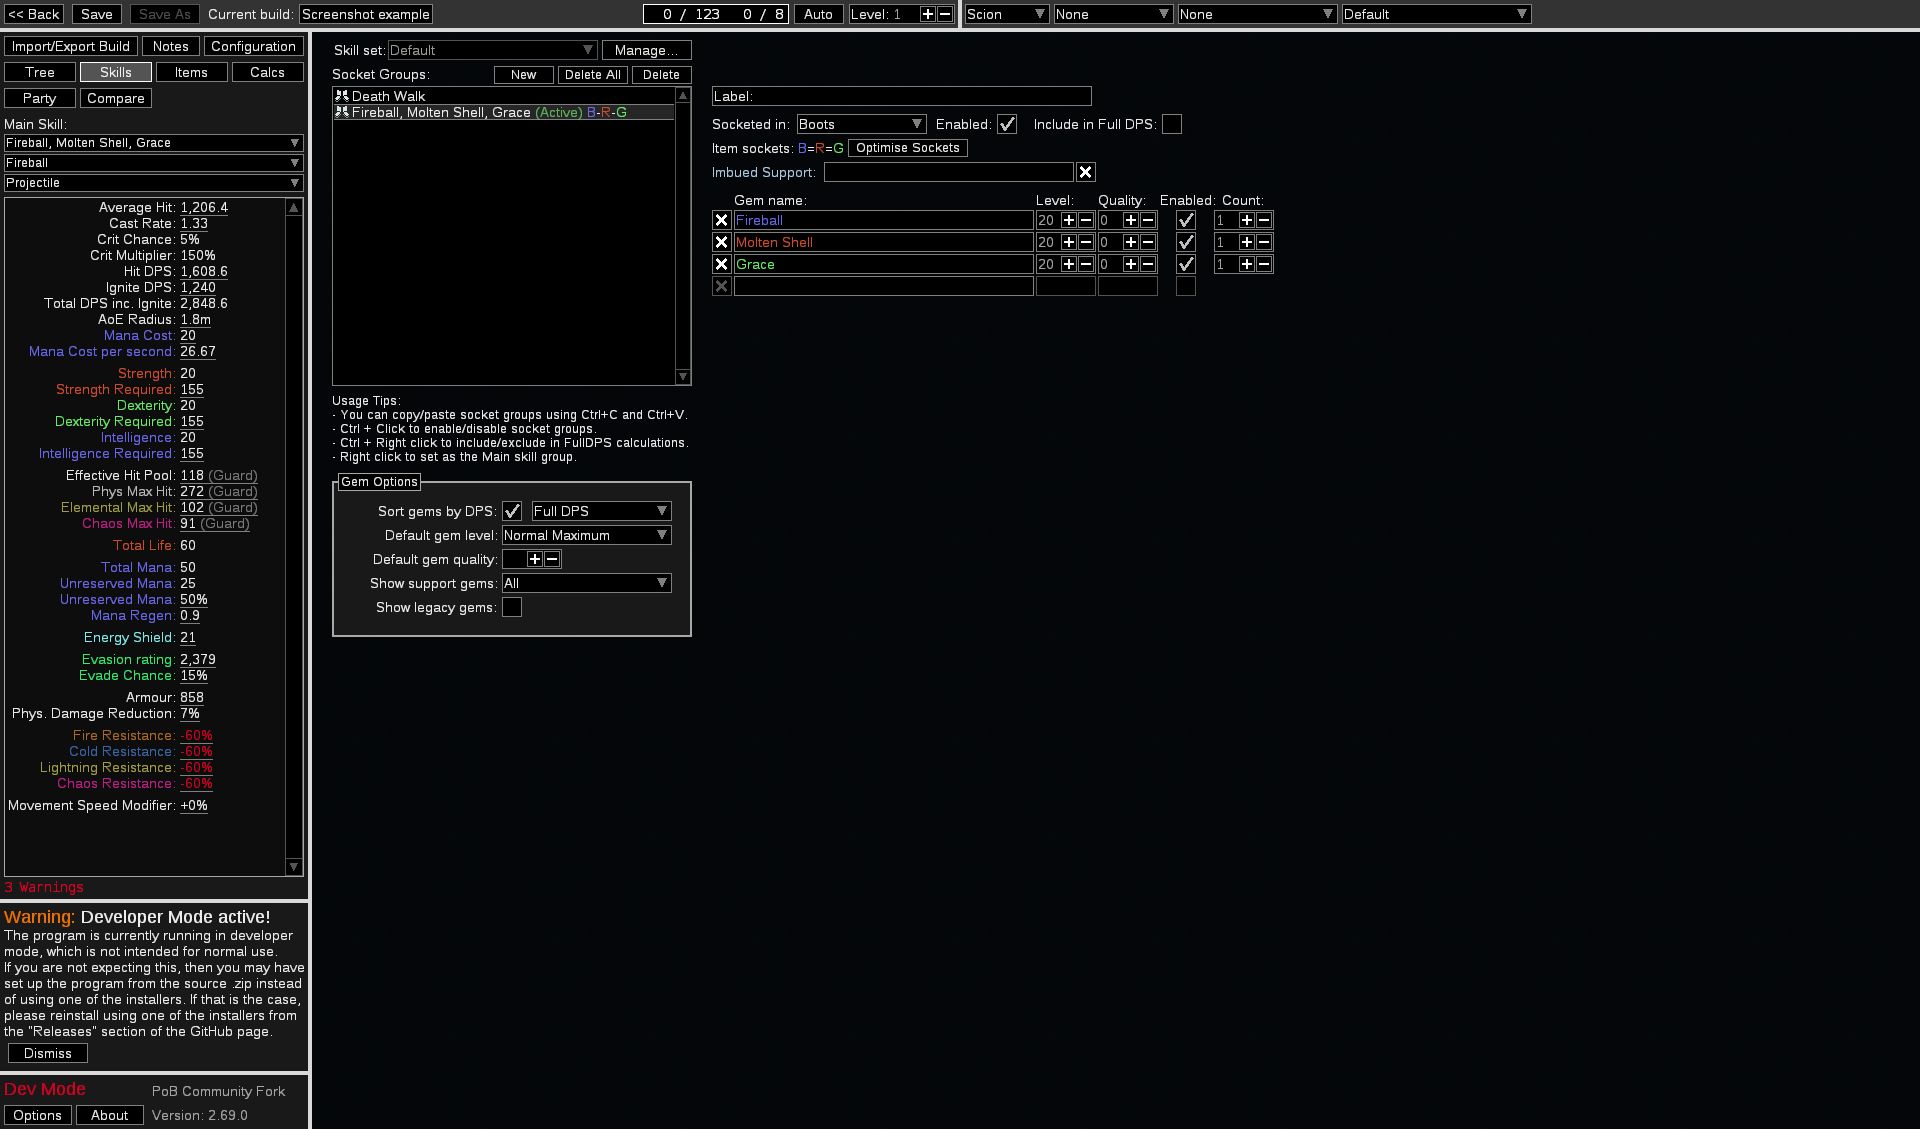 << Back Save Save As Current build: Screenshot example 0 / 123 0 / 8 Auto Level: 1 Scion None None Default
Import/Export Build Notes Configuration
Tree Skills Items Calcs
Party Compare
Main Skill:
Fireball, Molten Shell, Grace
Fireball
Projectile
Average Hit: 1,206.4
Cast Rate: 1.33
Crit Chance: 5%
Crit Multiplier: 150%
Hit DPS: 1,608.6
Ignite DPS: 1,240
Total DPS inc. Ignite: 2,848.6
AoE Radius: 1.8m
Mana Cost: 20
Mana Cost per second: 26.67
Strength: 20
Strength Required: 155
Dexterity: 20
Dexterity Required: 155
Intelligence: 20
Intelligence Required: 155
Effective Hit Pool: 118 (Guard)
Phys Max Hit: 272 (Guard)
Elemental Max Hit: 102 (Guard)
Chaos Max Hit: 91 (Guard)
Total Life: 60
Total Mana: 50
Unreserved Mana: 25
Unreserved Mana: 50%
Mana Regen: 0.9
Energy Shield: 21
Evasion rating: 2,379
Evade Chance: 15%
Armour: 858
Phys. Damage Reduction: 7%
Fire Resistance: -60%
Cold Resistance: -60%
Lightning Resistance: -60%
Chaos Resistance: -60%
Movement Speed Modifier: +0%
3 Warnings
Warning: Developer Mode active!
The program is currently running in developer
mode, which is not intended for normal use.
If you are not expecting this, then you may have
set up the program from the source .zip instead
of using one of the installers. If that is the case,
please reinstall using one of the installers from
the "Releases" section of the GitHub page.
Dismiss
Dev Mode PoB Community Fork
Options About Version: 2.69.0
Skill set: Default Manage...
Socket Groups: New Delete All Delete
Death Walk
Fireball, Molten Shell, Grace (Active) B-R-G
Usage Tips:
- You can copy/paste socket groups using Ctrl+C and Ctrl+V.
- Ctrl + Click to enable/disable socket groups.
- Ctrl + Right click to include/exclude in FullDPS calculations.
- Right click to set as the Main skill group.
Gem Options
Sort gems by DPS: Full DPS
Default gem level: Normal Maximum
Default gem quality:
Show support gems: All
Show legacy gems:
Label:
Socketed in: Boots Enabled: Include in Full DPS:
Item sockets: B=R=G Optimise Sockets
Imbued Support:
Gem name: Level: Quality: Enabled: Count:
Fireball 20 0 1
Molten Shell 20 0 1
Grace 20 0 1